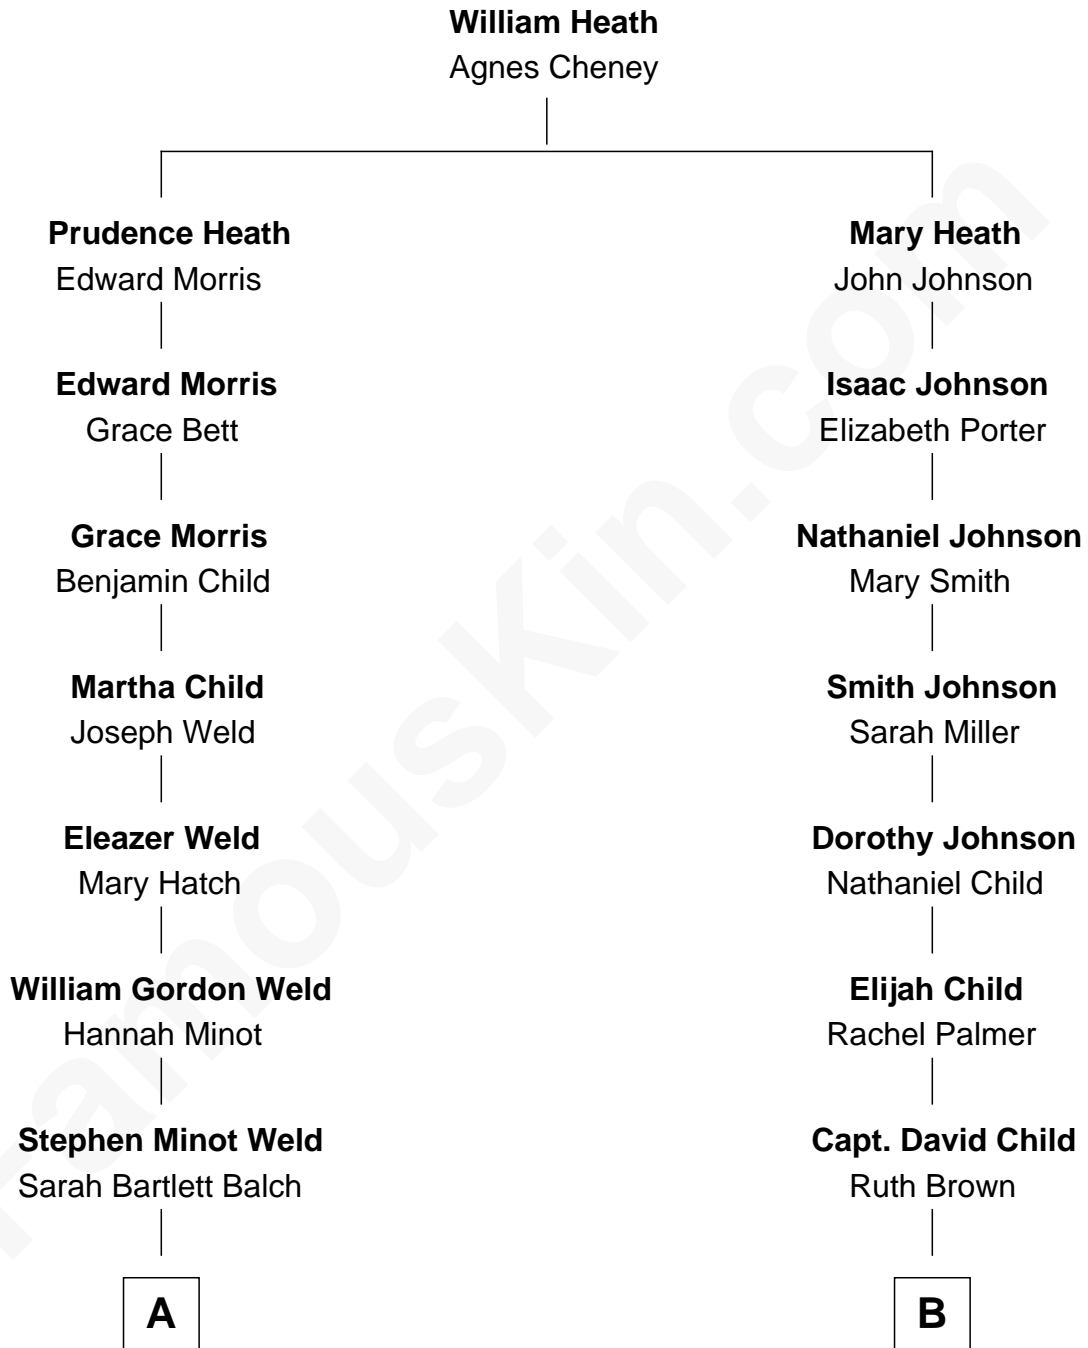 William Heath
Agnes Cheney
Prudence Heath
Edward Morris
Mary Heath
John Johnson
Edward Morris
Grace Bett
Isaac Johnson
Elizabeth Porter
Grace Morris
Benjamin Child
Nathaniel Johnson
Mary Smith
Martha Child
Joseph Weld
Smith Johnson
Sarah Miller
Eleazer Weld
Mary Hatch
Dorothy Johnson
Nathaniel Child
William Gordon Weld
Hannah Minot
Elijah Child
Rachel Palmer
Stephen Minot Weld
Sarah Bartlett Balch
Capt. David Child
Ruth Brown
A
B
FamousKin.com